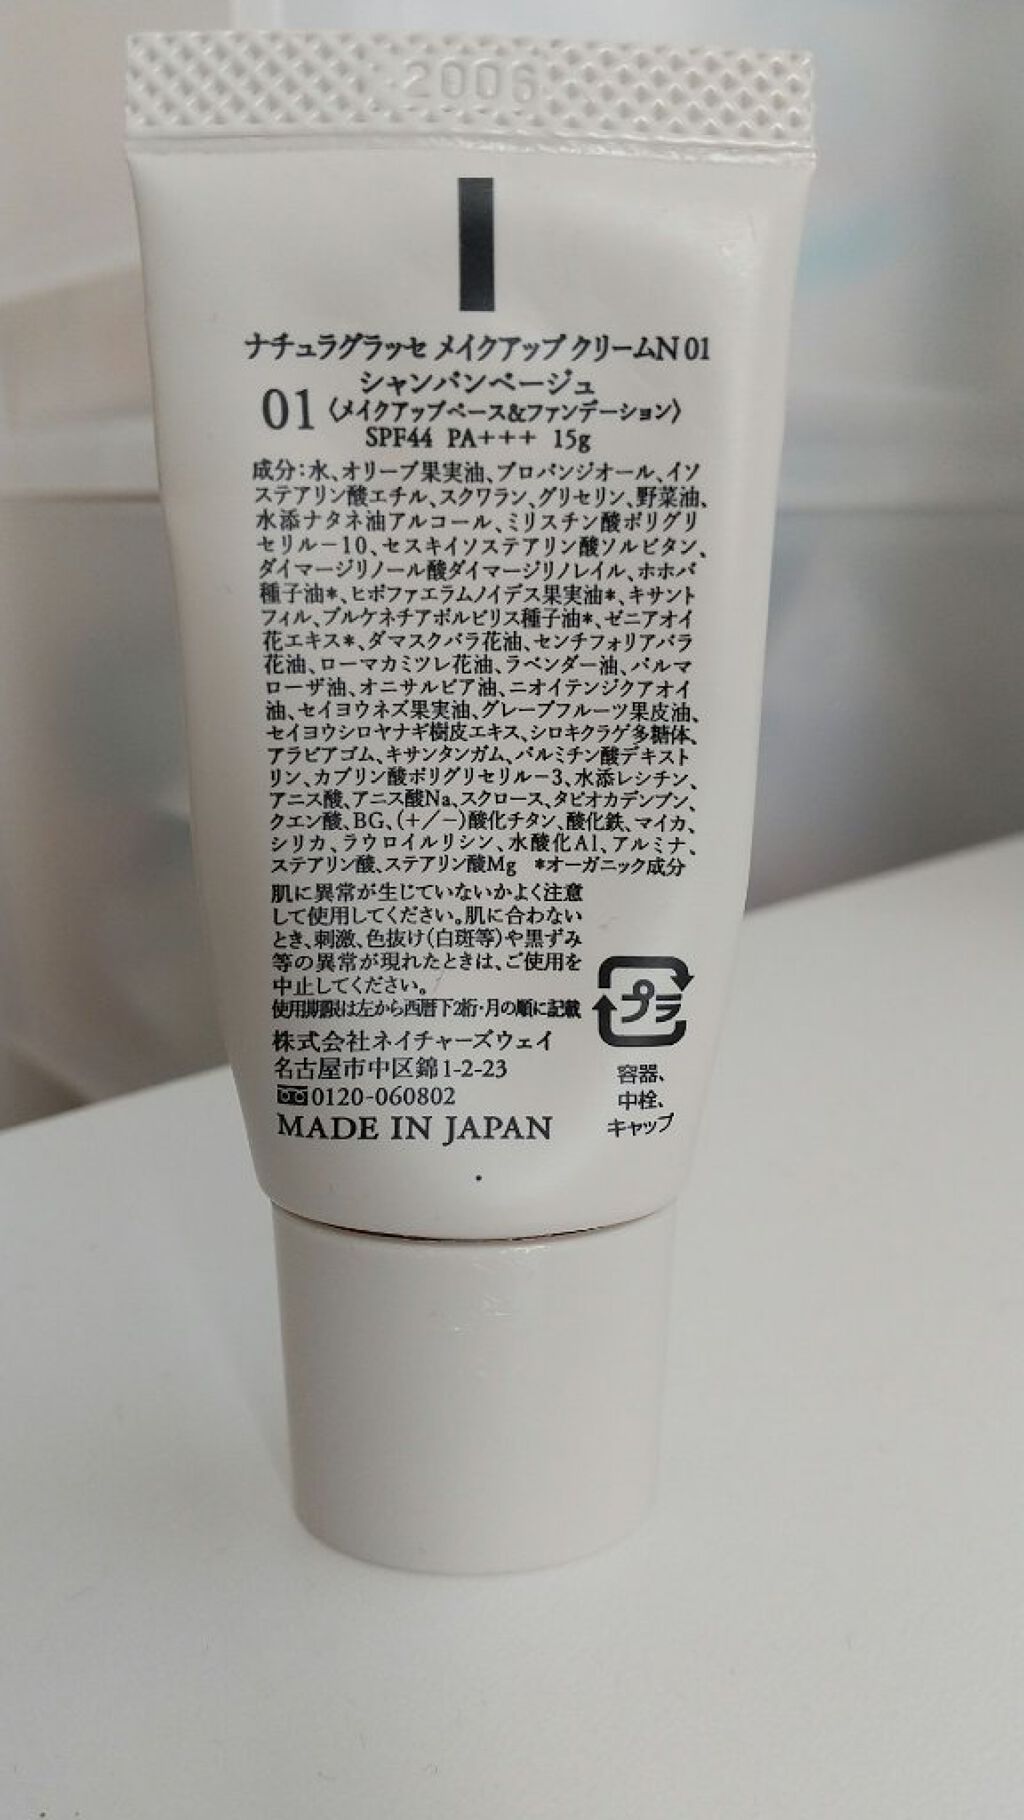 2006
ナチュラグラッセ メイクアップ クリームN 01
シャンパンベージュ
01 〈メイクアップベース&ファンデーション〉
SPF44 PA+++ 15g
成分:水、オリーブ果実油、プロパンジオール、イソ
ステアリン酸エチル、スクワラン、グリセリン、野菜油、
水添ナタネ油アルコール、ミリスチン酸ポリグリ
セリル-10、セスキイソステアリン酸ソルビタン、
ダイマージリノール酸ダイマージリノレイル、ホホバ
種子油*、ヒポファエラムノイデス果実油*、キサント
フィル、プルケネチアボルビリス種子油*、ゼニアオイ
花エキス*、ダマスクバラ花油、センチフォリアバラ
花油、ローマカミツレ花油、ラベンダー油、パルマ
ローザ油、オニサルビア油、ニオイテンジクアオイ
油、セイヨウネズ果実油、グレープフルーツ果皮油、
セイヨウシロヤナギ樹皮エキス、シロキクラゲ多糖体、
アラビアゴム、キサンタンガム、パルミチン酸デキスト
リン、カプリン酸ポリグリセリル-3、水添レシチン、
アニス酸、アニス酸Na、スクロース、タピオカデンプン、
クエン酸、BG、(+/-)酸化チタン、酸化鉄、マイカ、
シリカ、ラウロイルリシン、水酸化Al、アルミナ、
ステアリン酸、ステアリン酸Mg *オーガニック成分
肌に異常が生じていないかよく注意
して使用してください。肌に合わない
とき、刺激、色抜け(白斑等)や黒ずみ
等の異常が現れたときは、ご使用を
中止してください。
使用期限は左から西暦下2桁・月の順に記載
株式会社ネイチャーズウェイ
名古屋市中区錦1-2-23
0120-060802
MADE IN JAPAN
プラ
容器、
中栓、
キャップ